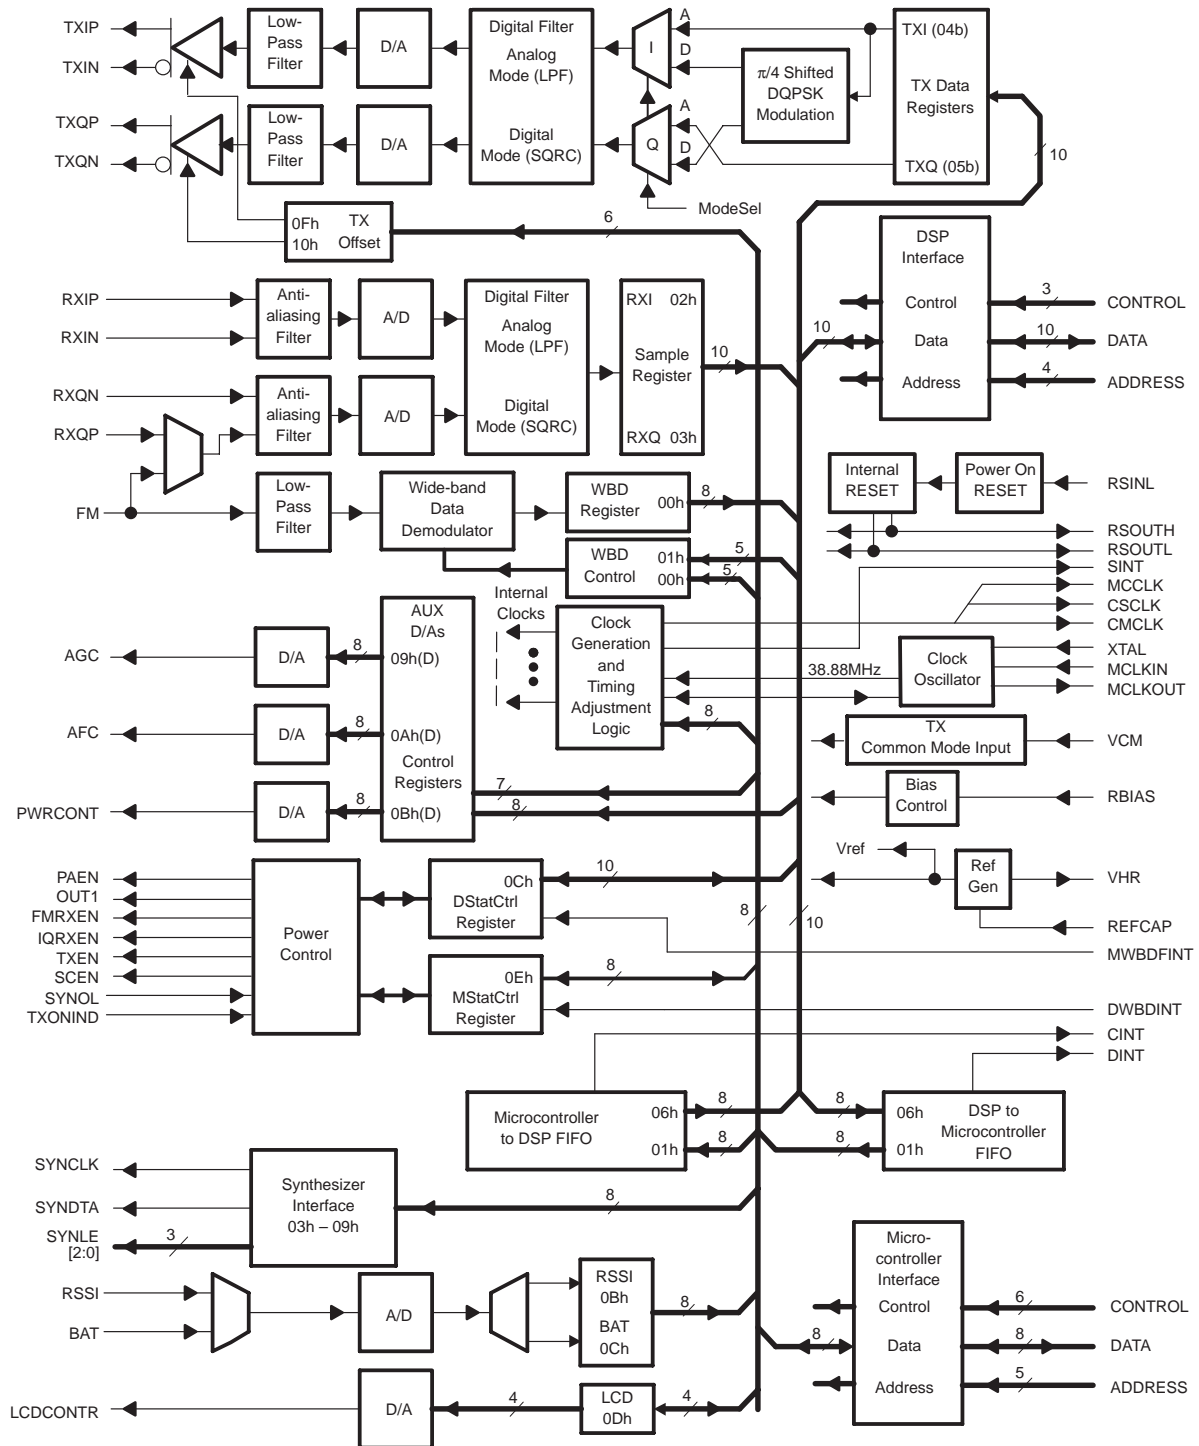 TXIP
TXIN
Low-
Pass
Filter
D/A
Digital Filter
Analog
Mode (LPF)
Digital
Mode (SQRC)
I
A
D
π/4 Shifted
DQPSK
Modulation
TXI (04b)
TX Data
Registers
TXQ (05b)
10
TXQP
TXQN
Low-
Pass
Filter
D/A
Q
A
D
ModeSel
0Fh
10h
TX
Offset
6
DSP
Interface
Control
Data
Address
3
10
4
10
CONTROL
DATA
ADDRESS
RXIP
RXIN
Anti-
aliasing
Filter
A/D
Digital Filter
Analog
Mode (LPF)
Digital
Mode (SQRC)
RXI 02h
Sample
Register
RXQ 03h
10
RXQN
RXQP
Anti-
aliasing
Filter
A/D
FM
Low-
Pass
Filter
Wide-band
Data
Demodulator
WBD
Register
00h
8
WBD
Control
01h
00h
5
5
Internal
RESET
Power On
RESET
RSINL
RSOUTH
RSOUTL
SINT
MCCLK
CSCLK
CMCLK
XTAL
MCLKIN
MCLKOUT
Internal
Clocks
Clock
Generation
and
Timing
Adjustment
Logic
38.88MHz
8
Clock
Oscillator
AUX
D/As
09h(D)
0Ah(D)
Control
Registers
0Bh(D)
7
8
AGC
D/A
8
AFC
D/A
8
PWRCONT
D/A
8
TX
Common Mode Input
VCM
Bias
Control
RBIAS
Vref
Ref
Gen
VHR
REFCAP
MWBDFINT
DWBDINT
CINT
DINT
PAEN
OUT1
FMRXEN
IQRXEN
TXEN
SCEN
SYNOL
TXONIND
Power
Control
0Ch
DStatCtrl
Register
10
0Eh
MStatCtrl
Register
8
8
10
Microcontroller
to DSP FIFO
06h
01h
8
8
8
8
06h
01h
DSP to
Microcontroller
FIFO
SYNCLK
SYNDTA
SYNLE
[2:0]
3
Synthesizer
Interface
03h – 09h
8
RSSI
BAT
A/D
RSSI
0Bh
BAT
0Ch
8
Micro-
controller
Interface
Control
Data
Address
8
6
8
5
CONTROL
DATA
ADDRESS
LCDCONTR
D/A
4
LCD
0Dh
4